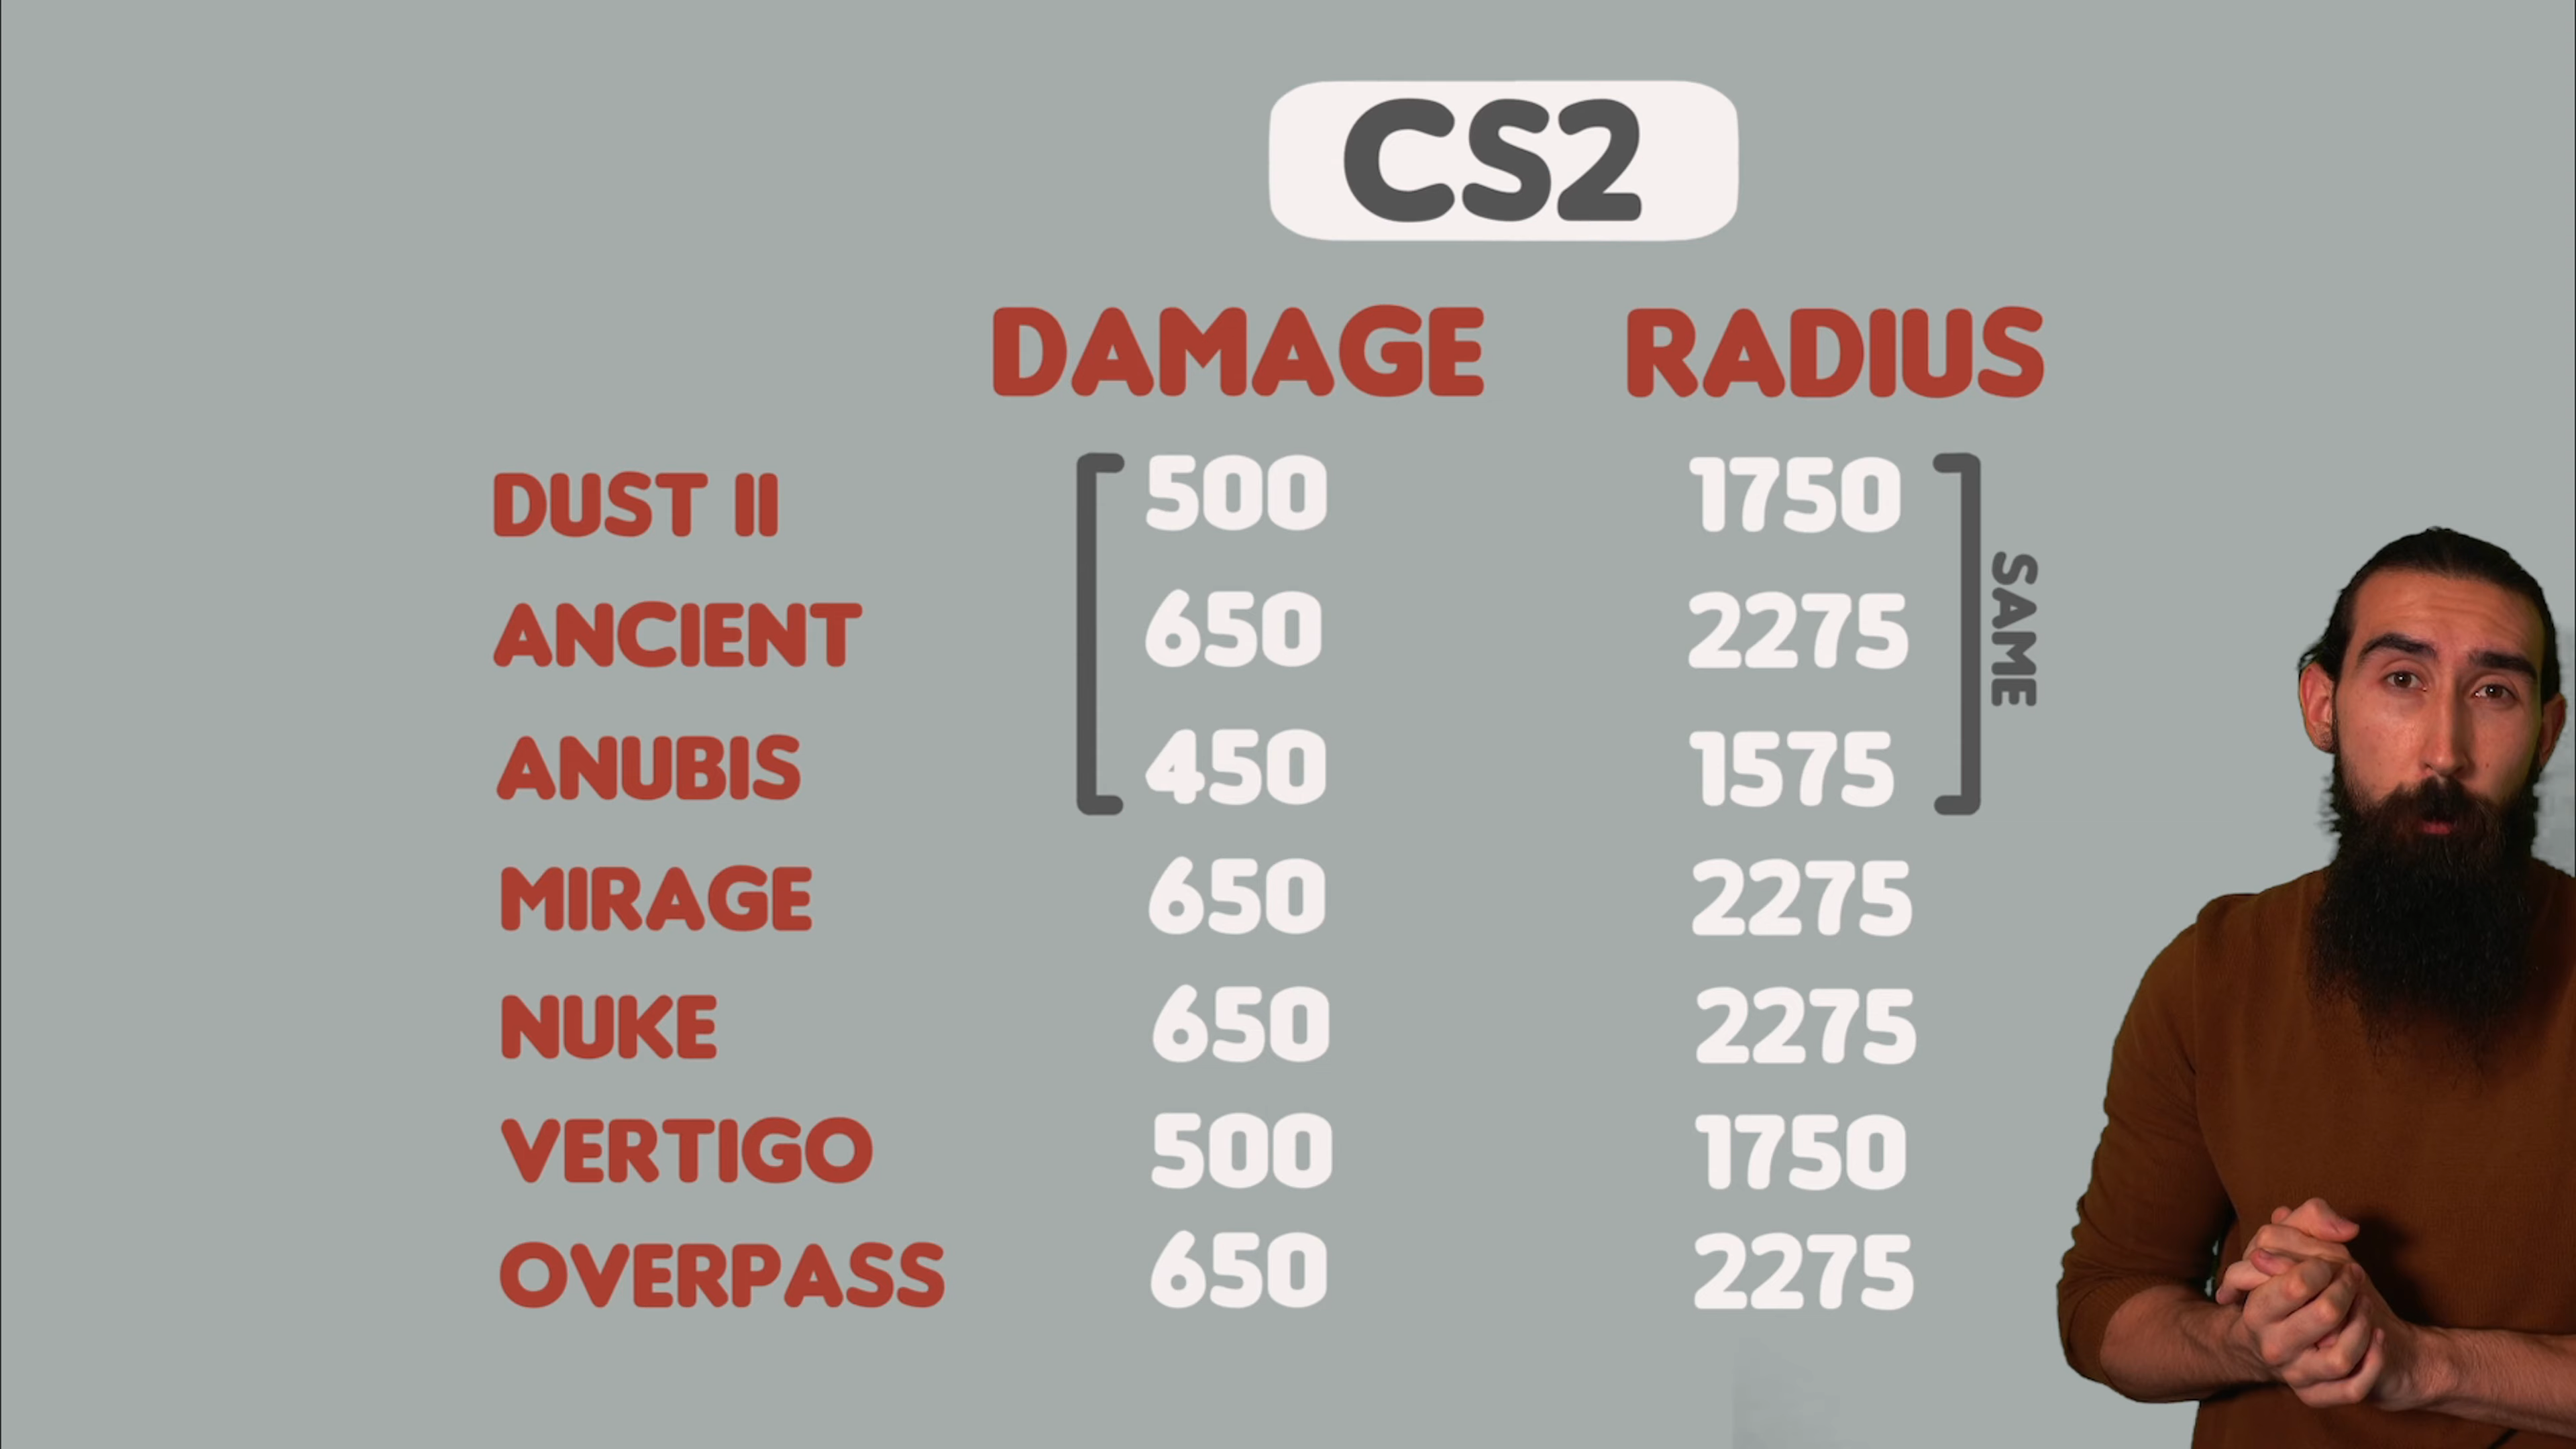 CS2
DAMAGE RADIUS
DUST II 500 1750
ANCIENT 650 2275
ANUBIS 450 1575
SAME
MIRAGE 650 2275
NUKE 650 2275
VERTIGO 500 1750
OVERPASS 650 2275